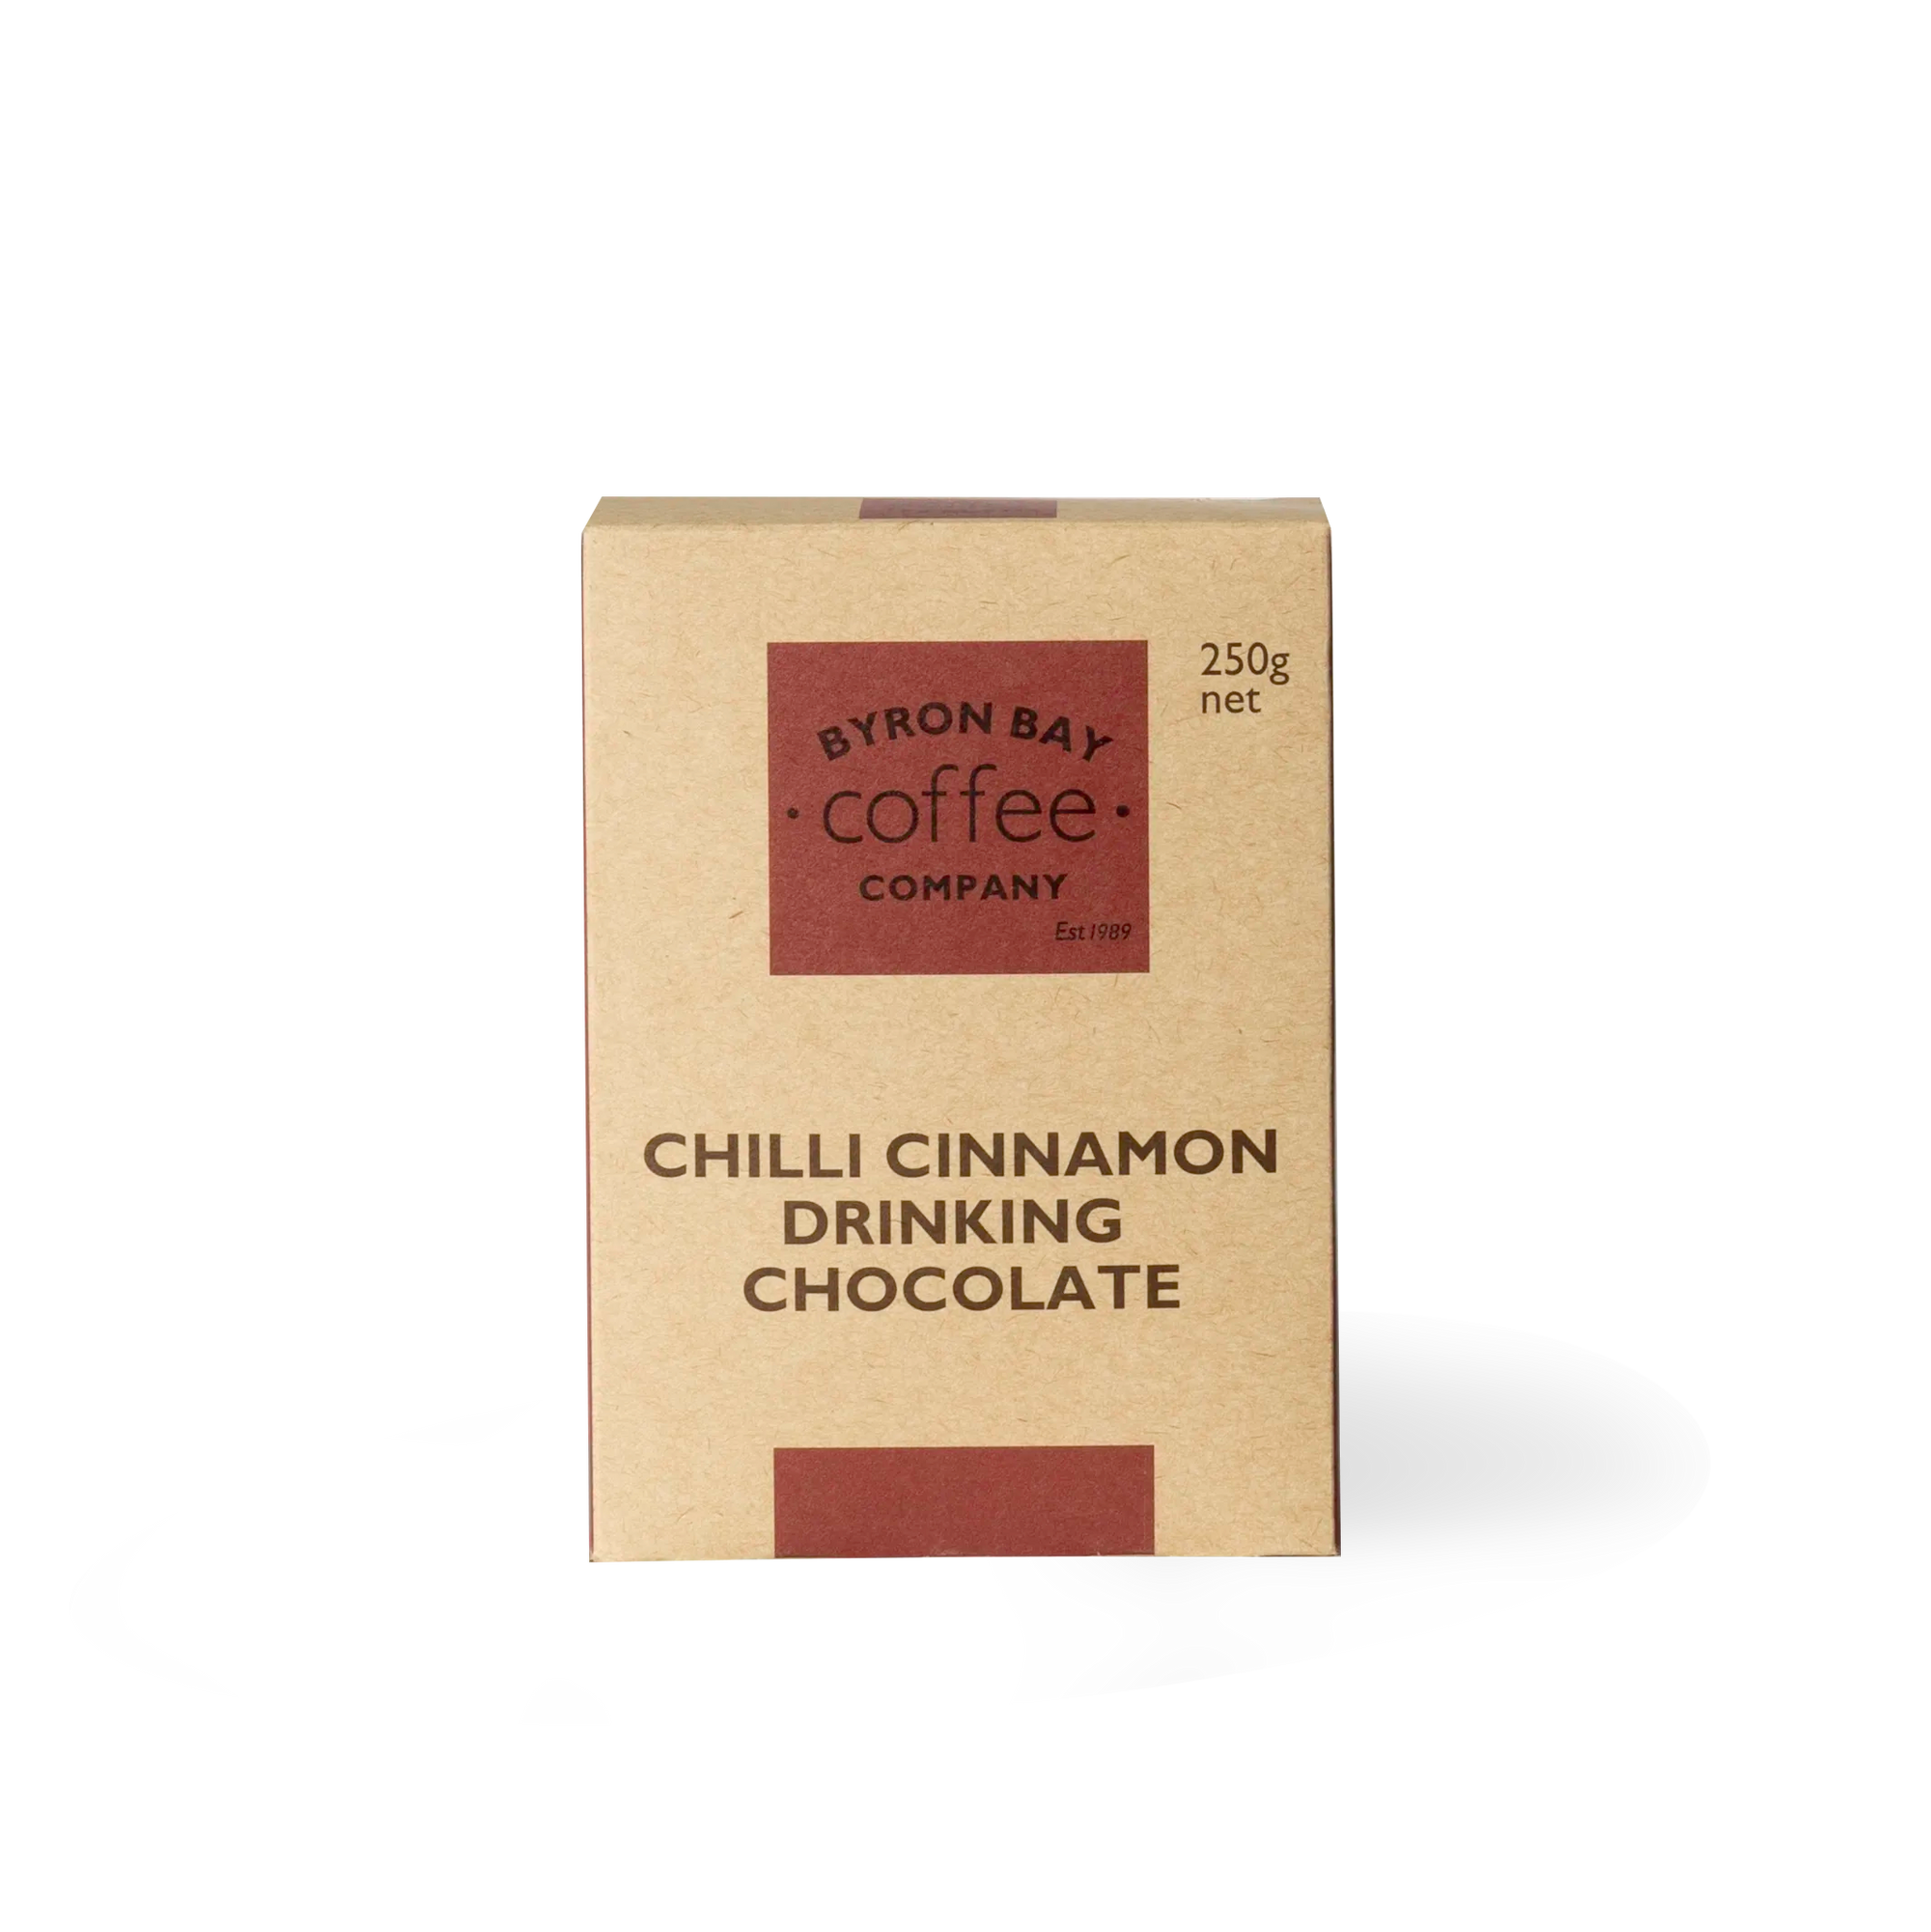 250g
net
BYRON BAY
• coffee •
COMPANY
Est 1989
CHILLI CINNAMON
DRINKING
CHOCOLATE